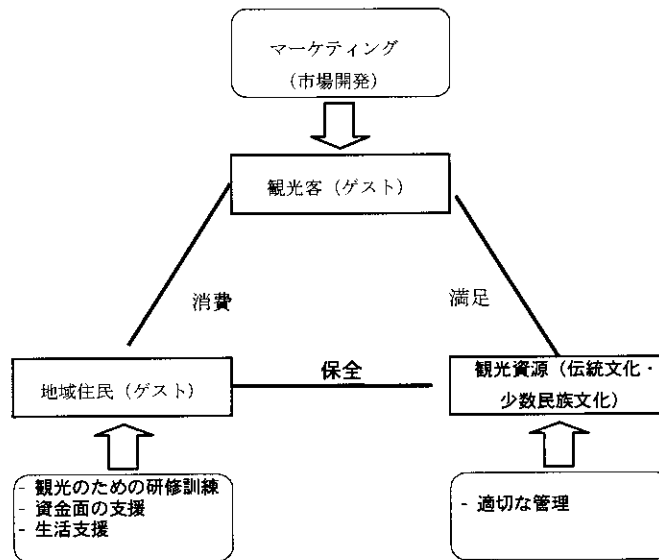 マーケティング
(市場開発)
観光客(ゲスト)
消費
満足
地域住民(ゲスト)
保全
観光資源(伝統文化・
少数民族文化)
- 観光のための研修訓練
- 資金面の支援
- 生活支援
- 適切な管理